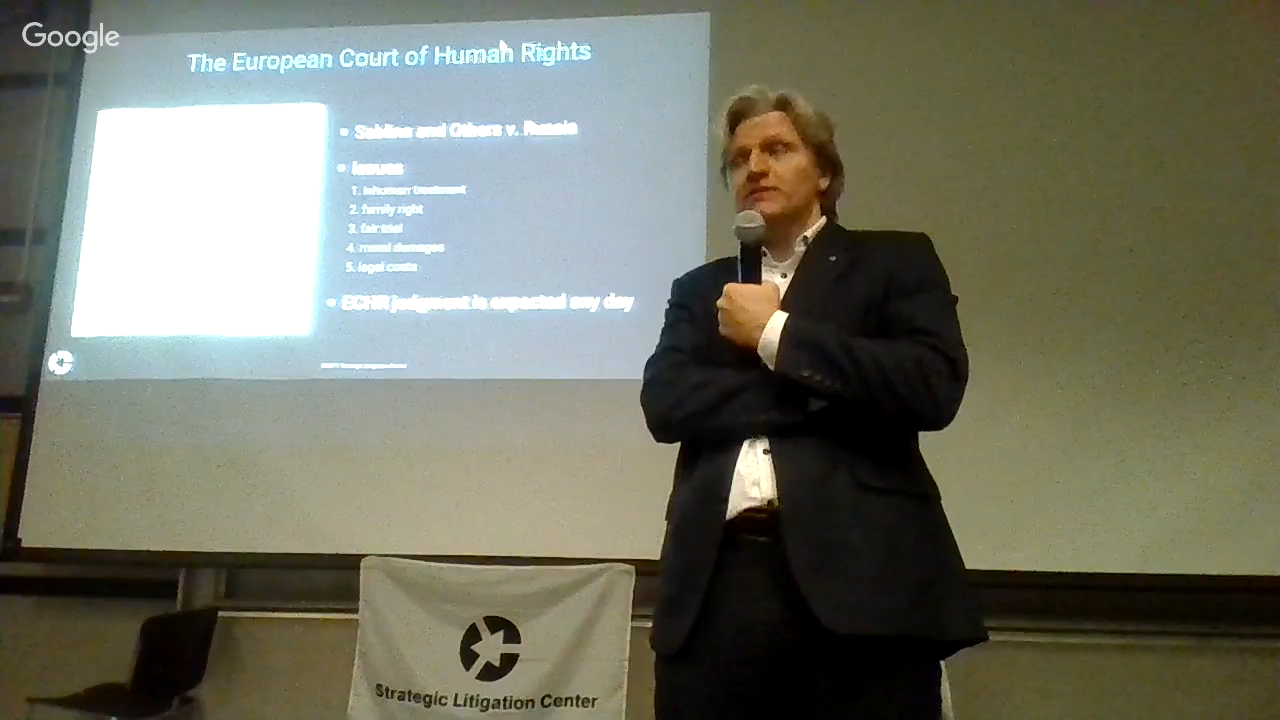 Google
The European Court of Human Rights
• Sablina and Others v. Russia
• Issues
1. inhuman treatment
2. family right
3. fair trial
4. moral damages
5. legal costs
• ECHR judgment is expected any day
Strategic Litigation Center